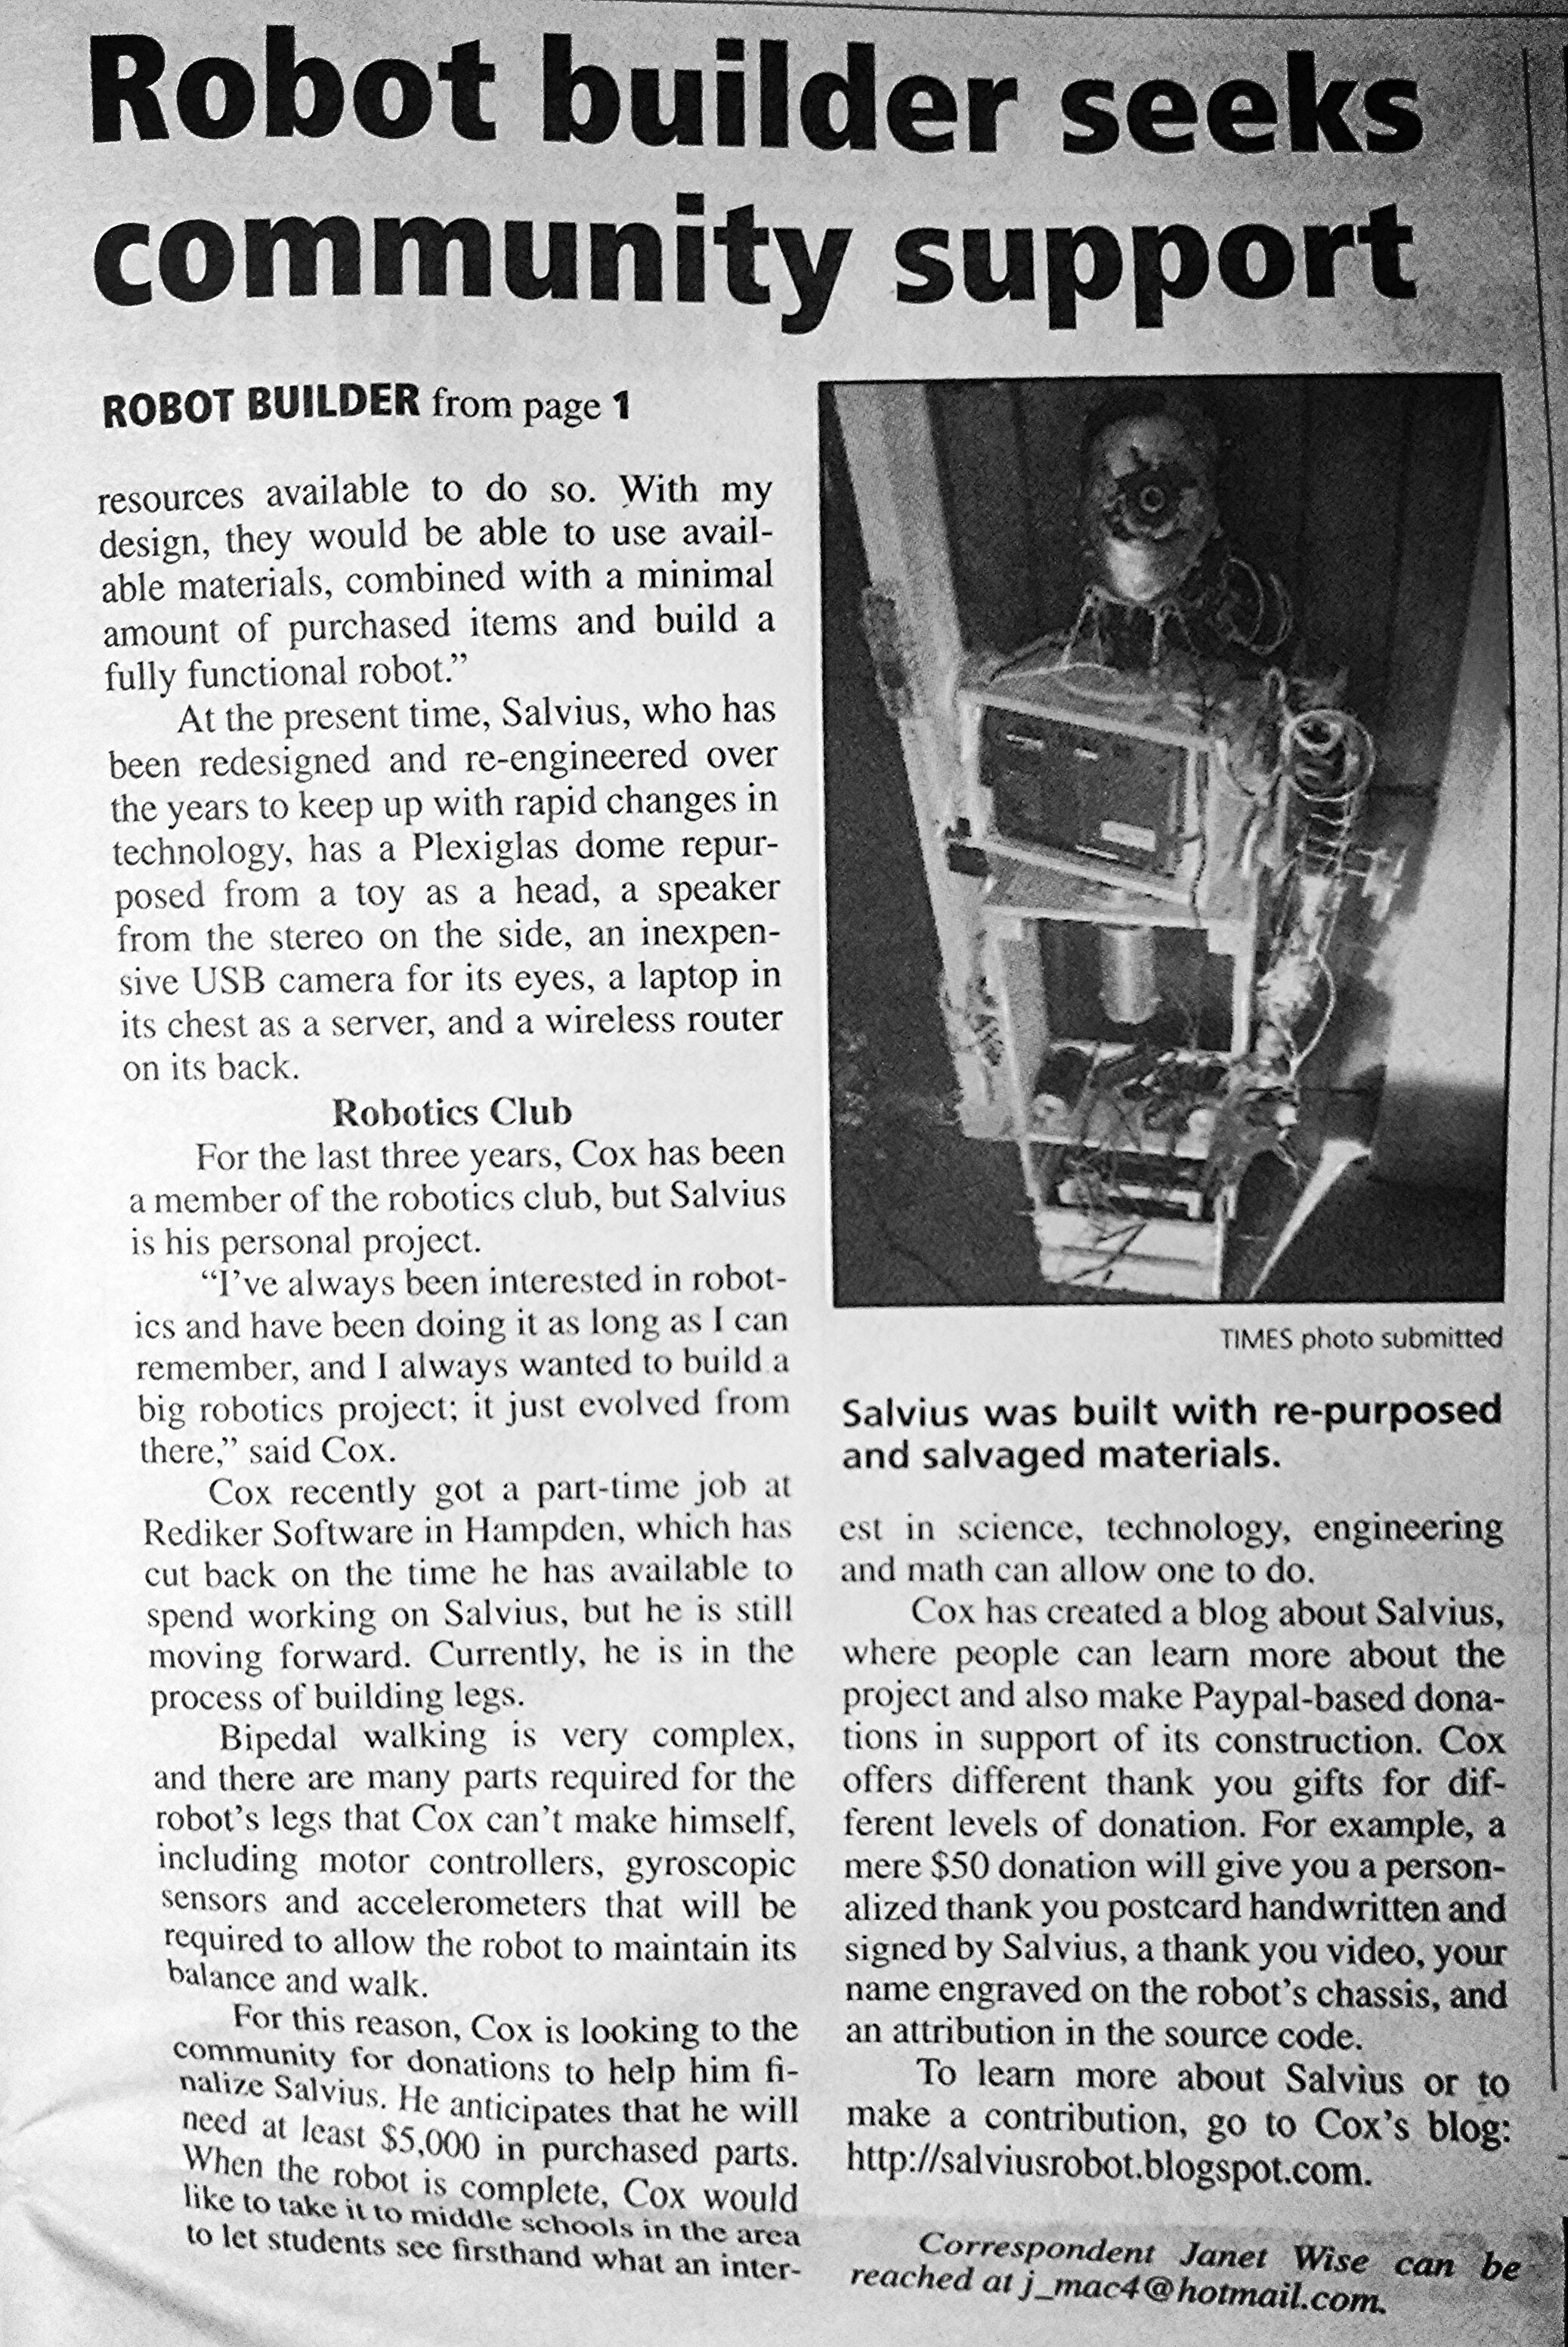 Robot builder seeks
community support
ROBOT BUILDER from page 1
resources available to do so. With my
design, they would be able to use avail-
able materials, combined with a minimal
amount of purchased items and build a
fully functional robot.”
At the present time, Salvius, who has
been redesigned and re-engineered over
the years to keep up with rapid changes in
technology, has a Plexiglas dome repur-
posed from a toy as a head, a speaker
from the stereo on the side, an inexpen-
sive USB camera for its eyes, a laptop in
its chest as a server, and a wireless router
on its back.
Robotics Club
For the last three years, Cox has been
a member of the robotics club, but Salvius
is his personal project.
“I’ve always been interested in robot-
ics and have been doing it as long as I can
remember, and I always wanted to build a
big robotics project; it just evolved from
there,” said Cox.
Cox recently got a part-time job at
Rediker Software in Hampden, which has
cut back on the time he has available to
spend working on Salvius, but he is still
moving forward. Currently, he is in the
process of building legs.
Bipedal walking is very complex,
and there are many parts required for the
robot’s legs that Cox can’t make himself,
including motor controllers, gyroscopic
sensors and accelerometers that will be
required to allow the robot to maintain its
balance and walk.
For this reason, Cox is looking to the
community for donations to help him fi-
nalize Salvius. He anticipates that he will
need at least $5,000 in purchased parts.
When the robot is complete, Cox would
like to take it to middle schools in the area
to let students see firsthand what an inter-
TIMES photo submitted
Salvius was built with re-purposed
and salvaged materials.
est in science, technology, engineering
and math can allow one to do.
Cox has created a blog about Salvius,
where people can learn more about the
project and also make Paypal-based dona-
tions in support of its construction. Cox
offers different thank you gifts for dif-
ferent levels of donation. For example, a
mere $50 donation will give you a person-
alized thank you postcard handwritten and
signed by Salvius, a thank you video, your
name engraved on the robot’s chassis, and
an attribution in the source code.
To learn more about Salvius or to
make a contribution, go to Cox’s blog:
http://salviusrobot.blogspot.com.
Correspondent Janet Wise can be
reached at j_mac4@hotmail.com.